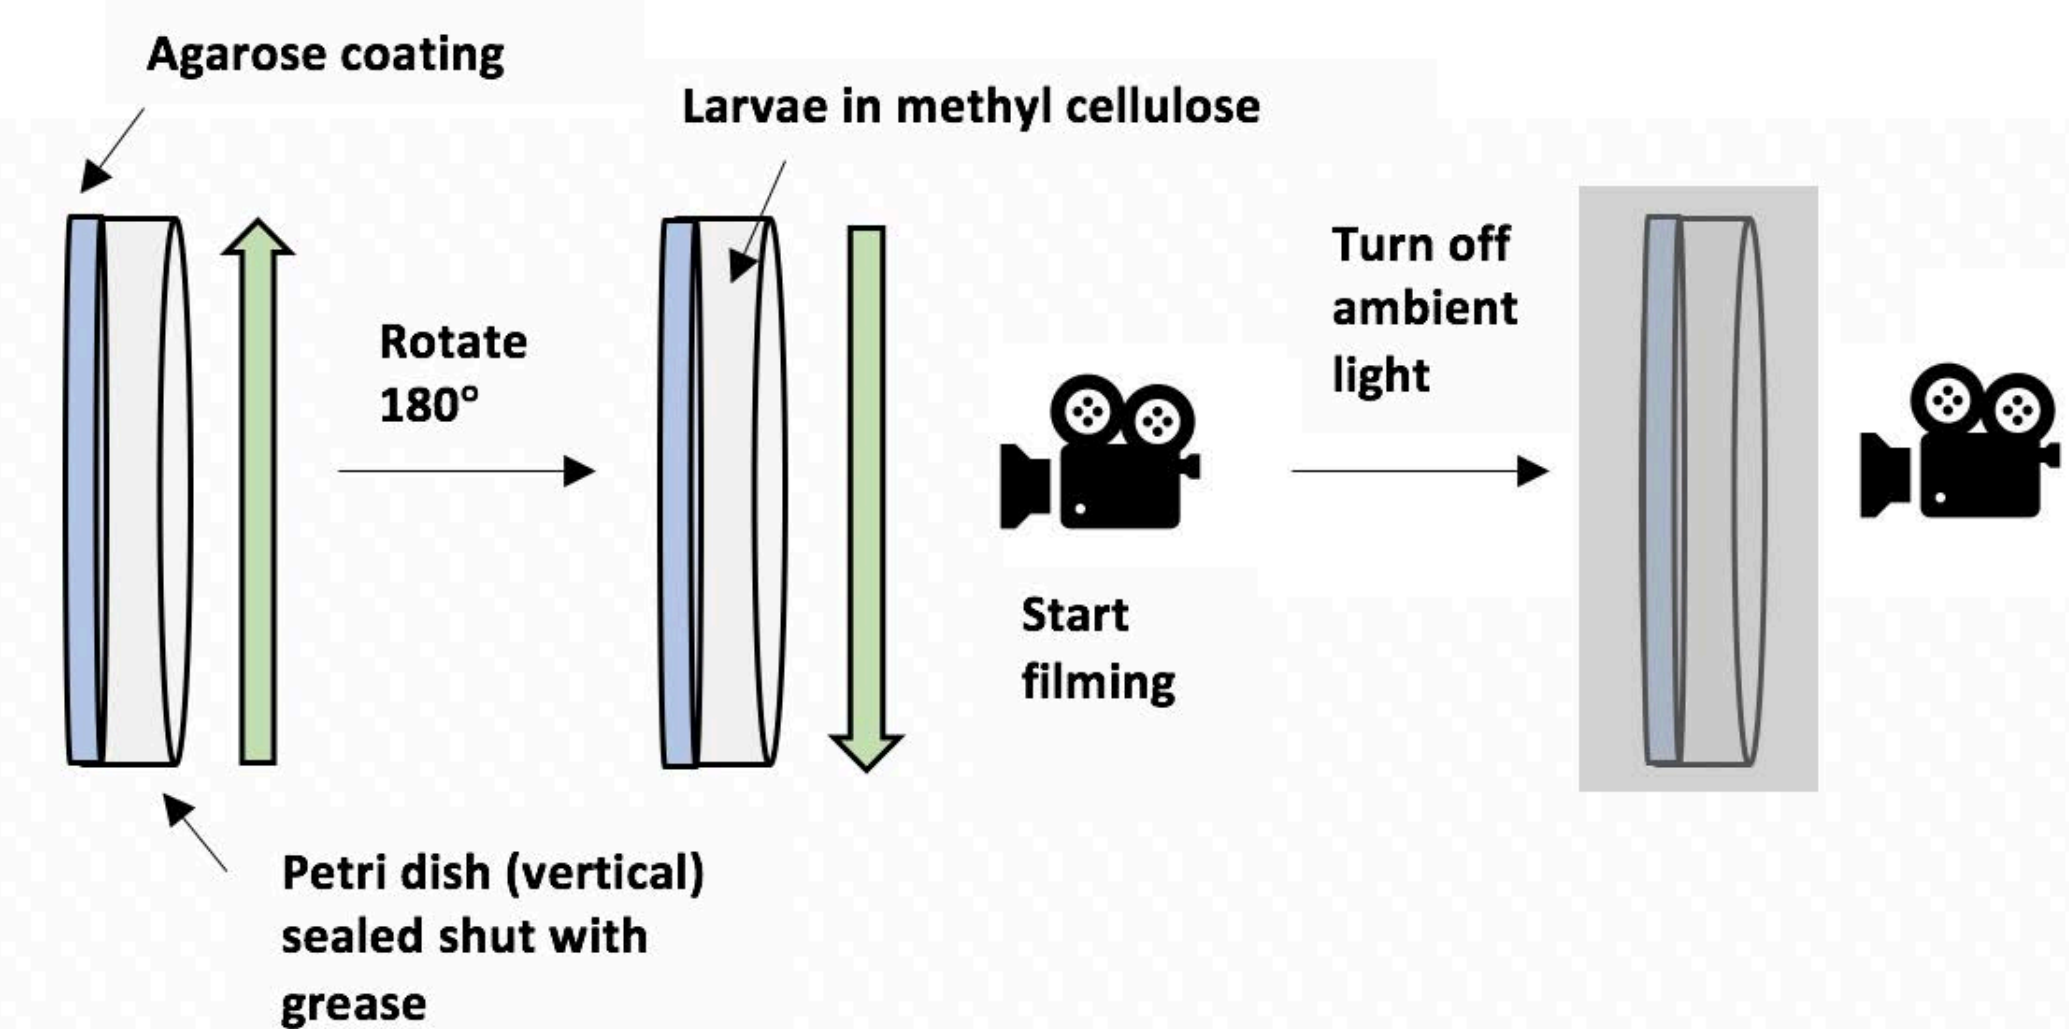 Agarose coating
Larvae in methyl cellulose
Rotate
180°
Turn off
ambient
light
Start
filming
Petri dish (vertical)
sealed shut with
grease